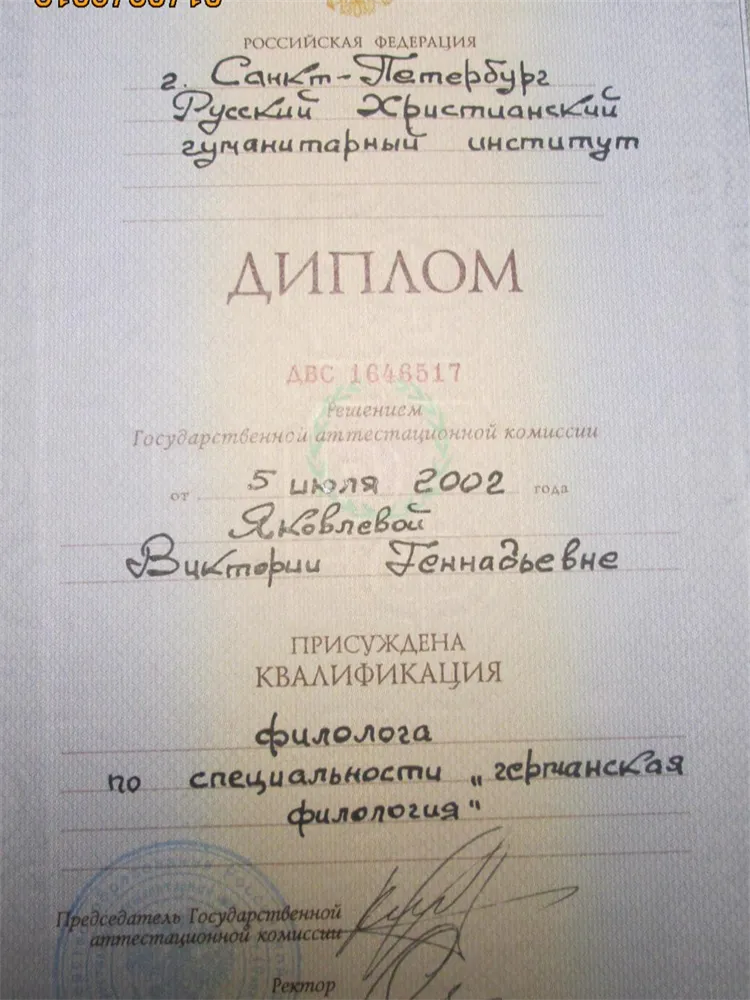 РОССИЙСКАЯ ФЕДЕРАЦИЯ
г. Санкт-Петербург
Русский Христианский
гуманитарный институт
ДИПЛОМ
ДВС 1646517
Решением
Государственной аттестационной комиссии
от 5 июля 2002 года
Яковлевой
Виктории Геннадьевне
ПРИСУЖДЕНА
КВАЛИФИКАЦИЯ
филолога
по специальности „германская
филология"
Председатель Государственной
аттестационной комиссии
Ректор